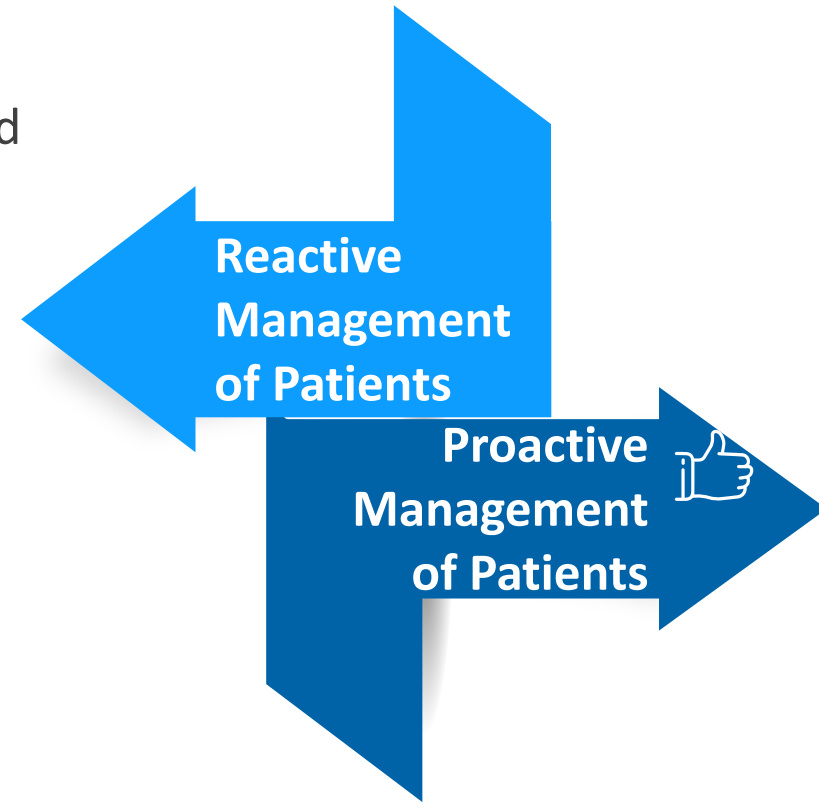 d
Reactive
Management
of Patients
Proactive
Management
of Patients